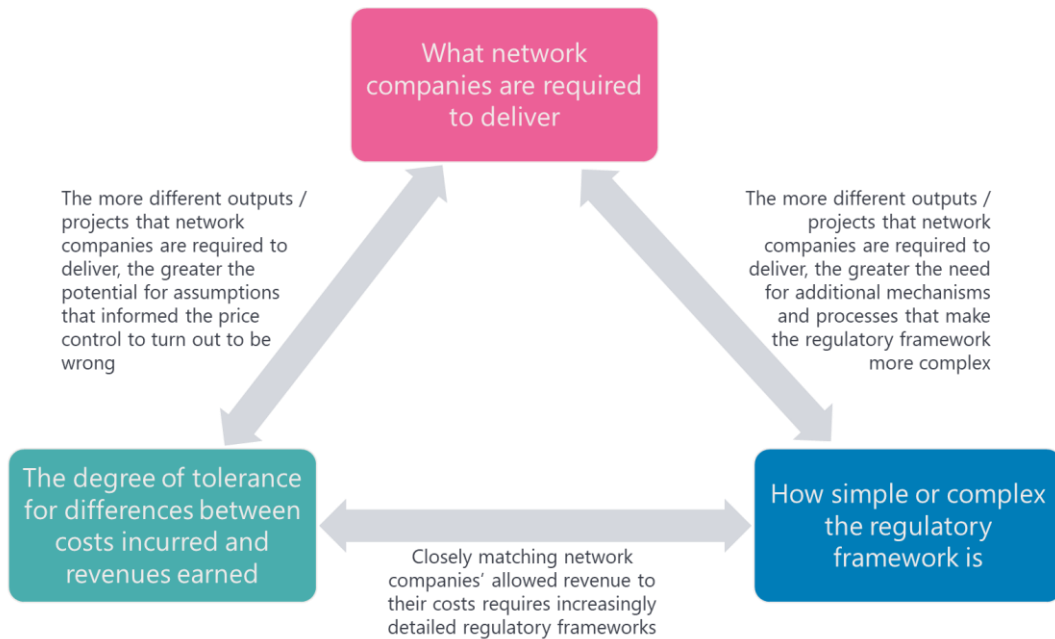 What network
companies are required
to deliver
The more different outputs /
projects that network
companies are required to
deliver, the greater the
potential for assumptions
that informed the price
control to turn out to be
wrong
The more different outputs /
projects that network
companies are required to
deliver, the greater the need
for additional mechanisms
and processes that make
the regulatory framework
more complex
The degree of tolerance
for differences between
costs incurred and
revenues earned
How simple or complex
the regulatory
framework is
Closely matching network
companies’ allowed revenue to
their costs requires increasingly
detailed regulatory frameworks